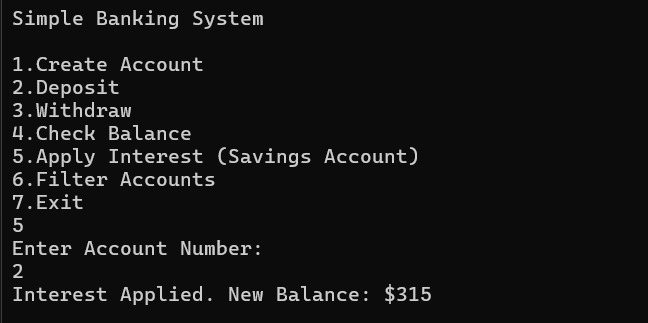 Simple Banking System
1.Create Account
2.Deposit
3.Withdraw
4.Check Balance
5.Apply Interest (Savings Account)
6.Filter Accounts
7.Exit
5
Enter Account Number:
2
Interest Applied. New Balance: $315